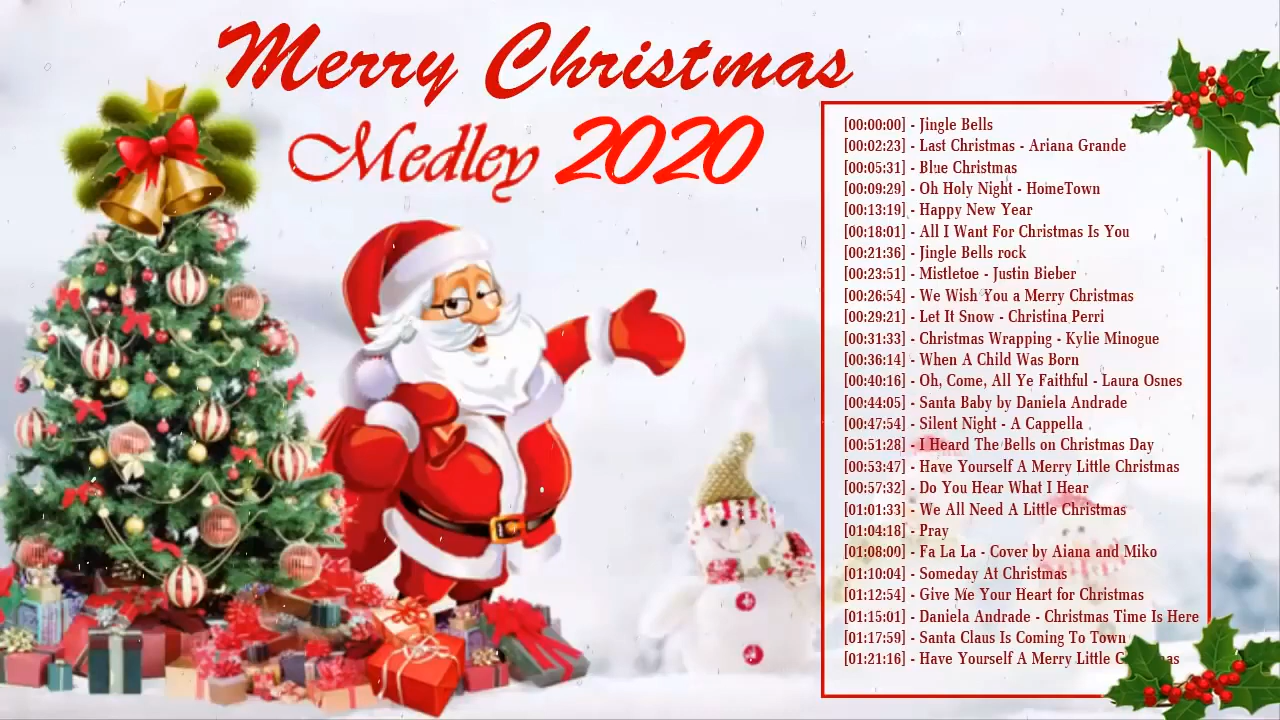 Merry Christmas
Medley 2020
[00:00:00] - Jingle Bells
[00:02:23] - Last Christmas - Ariana Grande
[00:05:31] - Blue Christmas
[00:09:29] - Oh Holy Night - HomeTown
[00:13:19] - Happy New Year
[00:18:01] - All I Want For Christmas Is You
[00:21:36] - Jingle Bells rock
[00:23:51] - Mistletoe - Justin Bieber
[00:26:54] - We Wish You a Merry Christmas
[00:29:21] - Let It Snow - Christina Perri
[00:31:33] - Christmas Wrapping - Kylie Minogue
[00:36:14] - When A Child Was Born
[00:40:16] - Oh, Come, All Ye Faithful - Laura Osnes
[00:44:05] - Santa Baby by Daniela Andrade
[00:47:54] - Silent Night - A Cappella
[00:51:28] - I Heard The Bells on Christmas Day
[00:53:47] - Have Yourself A Merry Little Christmas
[00:57:32] - Do You Hear What I Hear
[01:01:33] - We All Need A Little Christmas
[01:04:18] - Pray
[01:08:00] - Fa La La - Cover by Aiana and Miko
[01:10:04] - Someday At Christmas
[01:12:54] - Give Me Your Heart for Christmas
[01:15:01] - Daniela Andrade - Christmas Time Is Here
[01:17:59] - Santa Claus Is Coming To Town
[01:21:16] - Have Yourself A Merry Little